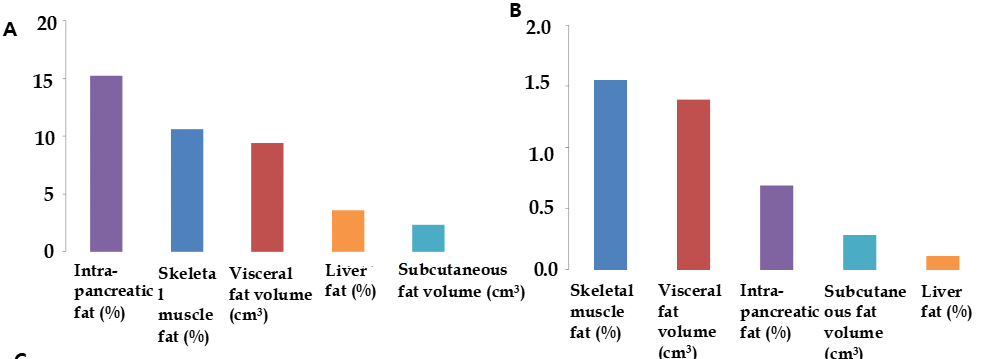 A
20
15
10
5
0
Intra-
pancreatic
fat (%)
Skeleta
l
muscle
fat (%)
Visceral
fat volume
(cm³)
Liver
fat (%)
Subcutaneous
fat volume (cm³)
B
2.0
1.5
1.0
0.5
0.0
Skeletal
muscle
fat (%)
Visceral
fat
volume
(cm³)
Intra-
pancreatic
fat (%)
Subcutane
ous fat
volume
(cm³)
Liver
fat (%)
C